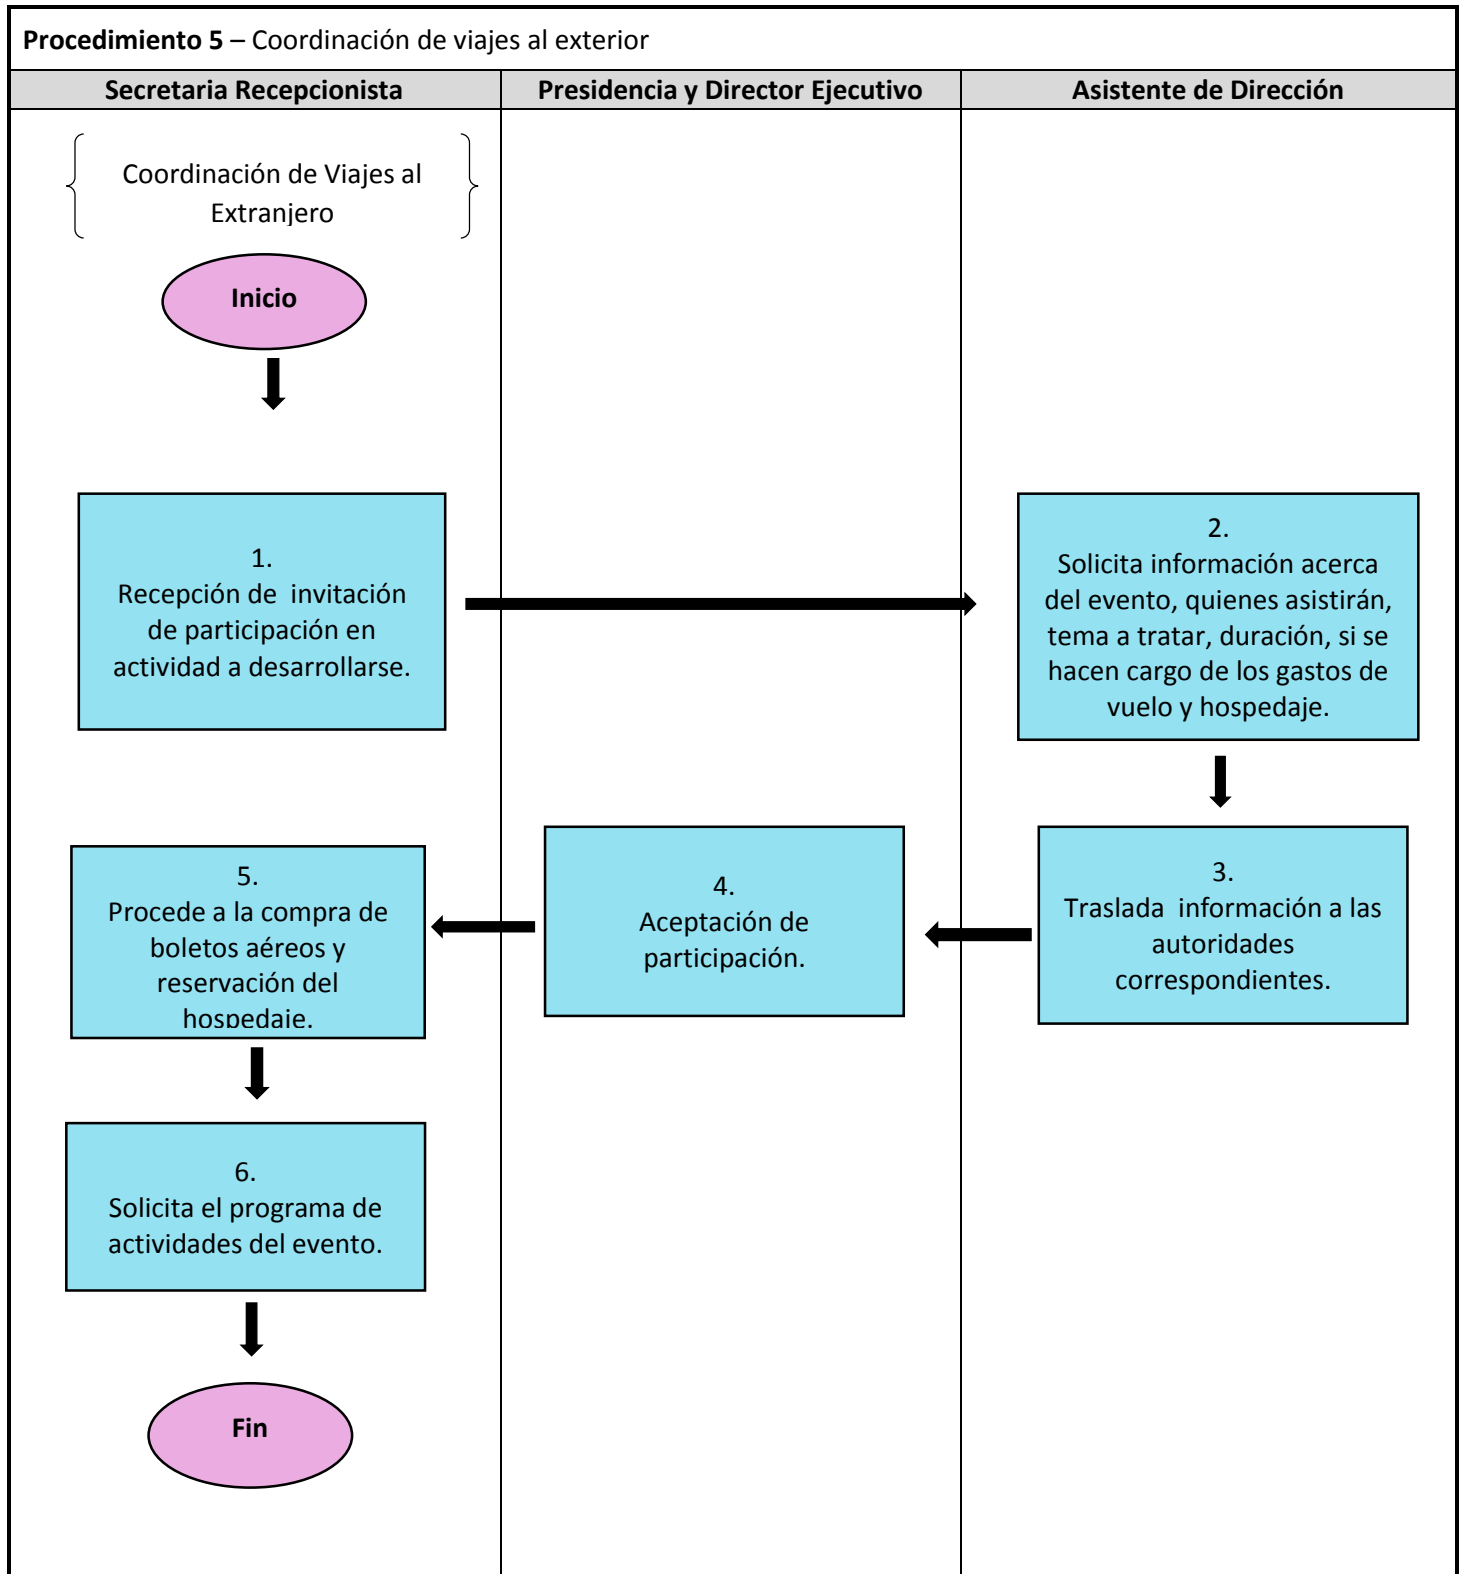 Procedimiento 5 – Coordinación de viajes al exterior
Secretaria Recepcionista
Presidencia y Director Ejecutivo
Asistente de Dirección
Coordinación de Viajes al
Extranjero
Inicio
1.
Recepción de invitación
de participación en
actividad a desarrollarse.
2.
Solicita información acerca
del evento, quienes asistirán,
tema a tratar, duración, si se
hacen cargo de los gastos de
vuelo y hospedaje.
3.
Traslada información a las
autoridades
correspondientes.
4.
Aceptación de
participación.
5.
Procede a la compra de
boletos aéreos y
reservación del
hospedaje.
6.
Solicita el programa de
actividades del evento.
Fin